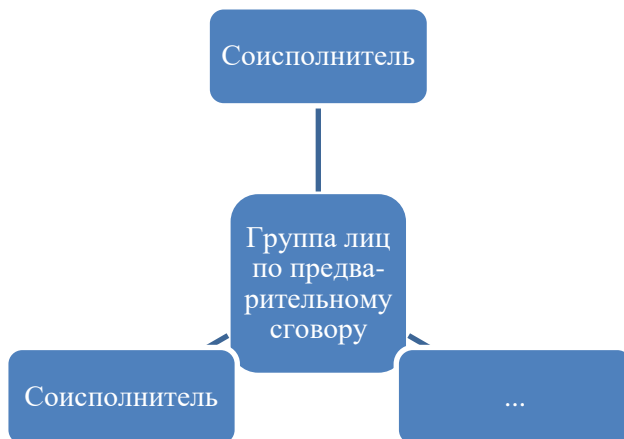 Соисполнитель
Группа лиц
по предва-
рительному
сговору
Соисполнитель
...